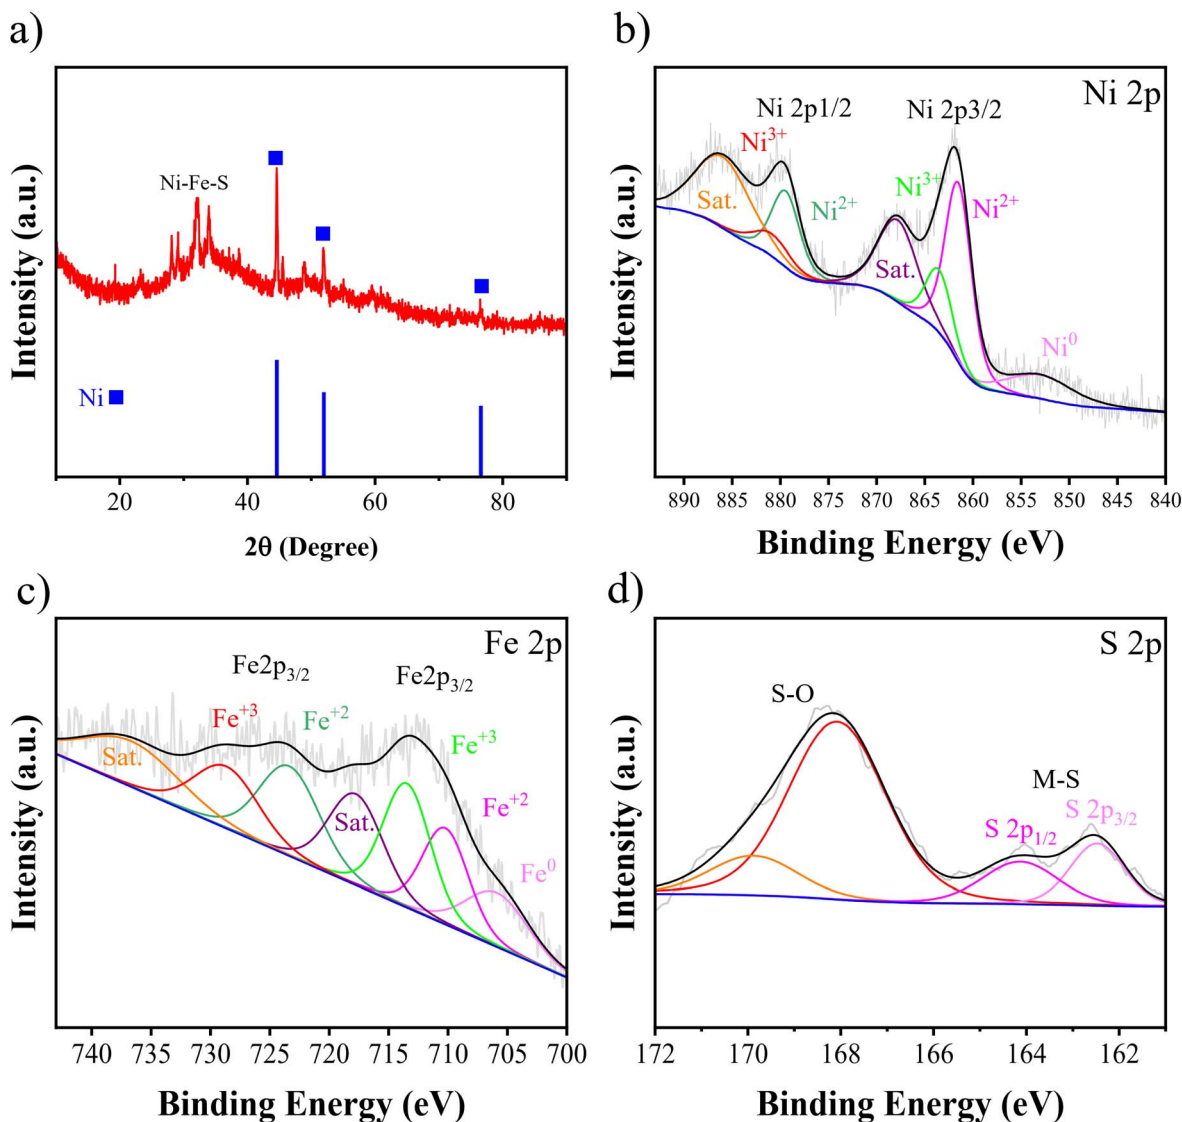 a)
Intensity (a.u.)
Ni-Fe-S
Ni
20 40 60 80
2θ (Degree)
b)
Intensity (a.u.)
Ni 2p
Ni 2p1/2 Ni 2p3/2
Ni³⁺
Ni³⁺
Sat. Ni²⁺ Ni²⁺
Sat.
Ni⁰
890 885 880 875 870 865 860 855 850 845 840
Binding Energy (eV)
c)
Intensity (a.u.)
Fe 2p
Fe2p₃/₂ Fe2p₃/₂
Fe⁺³ Fe⁺²
Fe⁺³
Sat.
Fe⁺²
Sat.
Fe⁰
740 735 730 725 720 715 710 705 700
Binding Energy (eV)
d)
Intensity (a.u.)
S 2p
S-O
M-S
S 2p₃/₂
S 2p₁/₂
172 170 168 166 164 162
Binding Energy (eV)